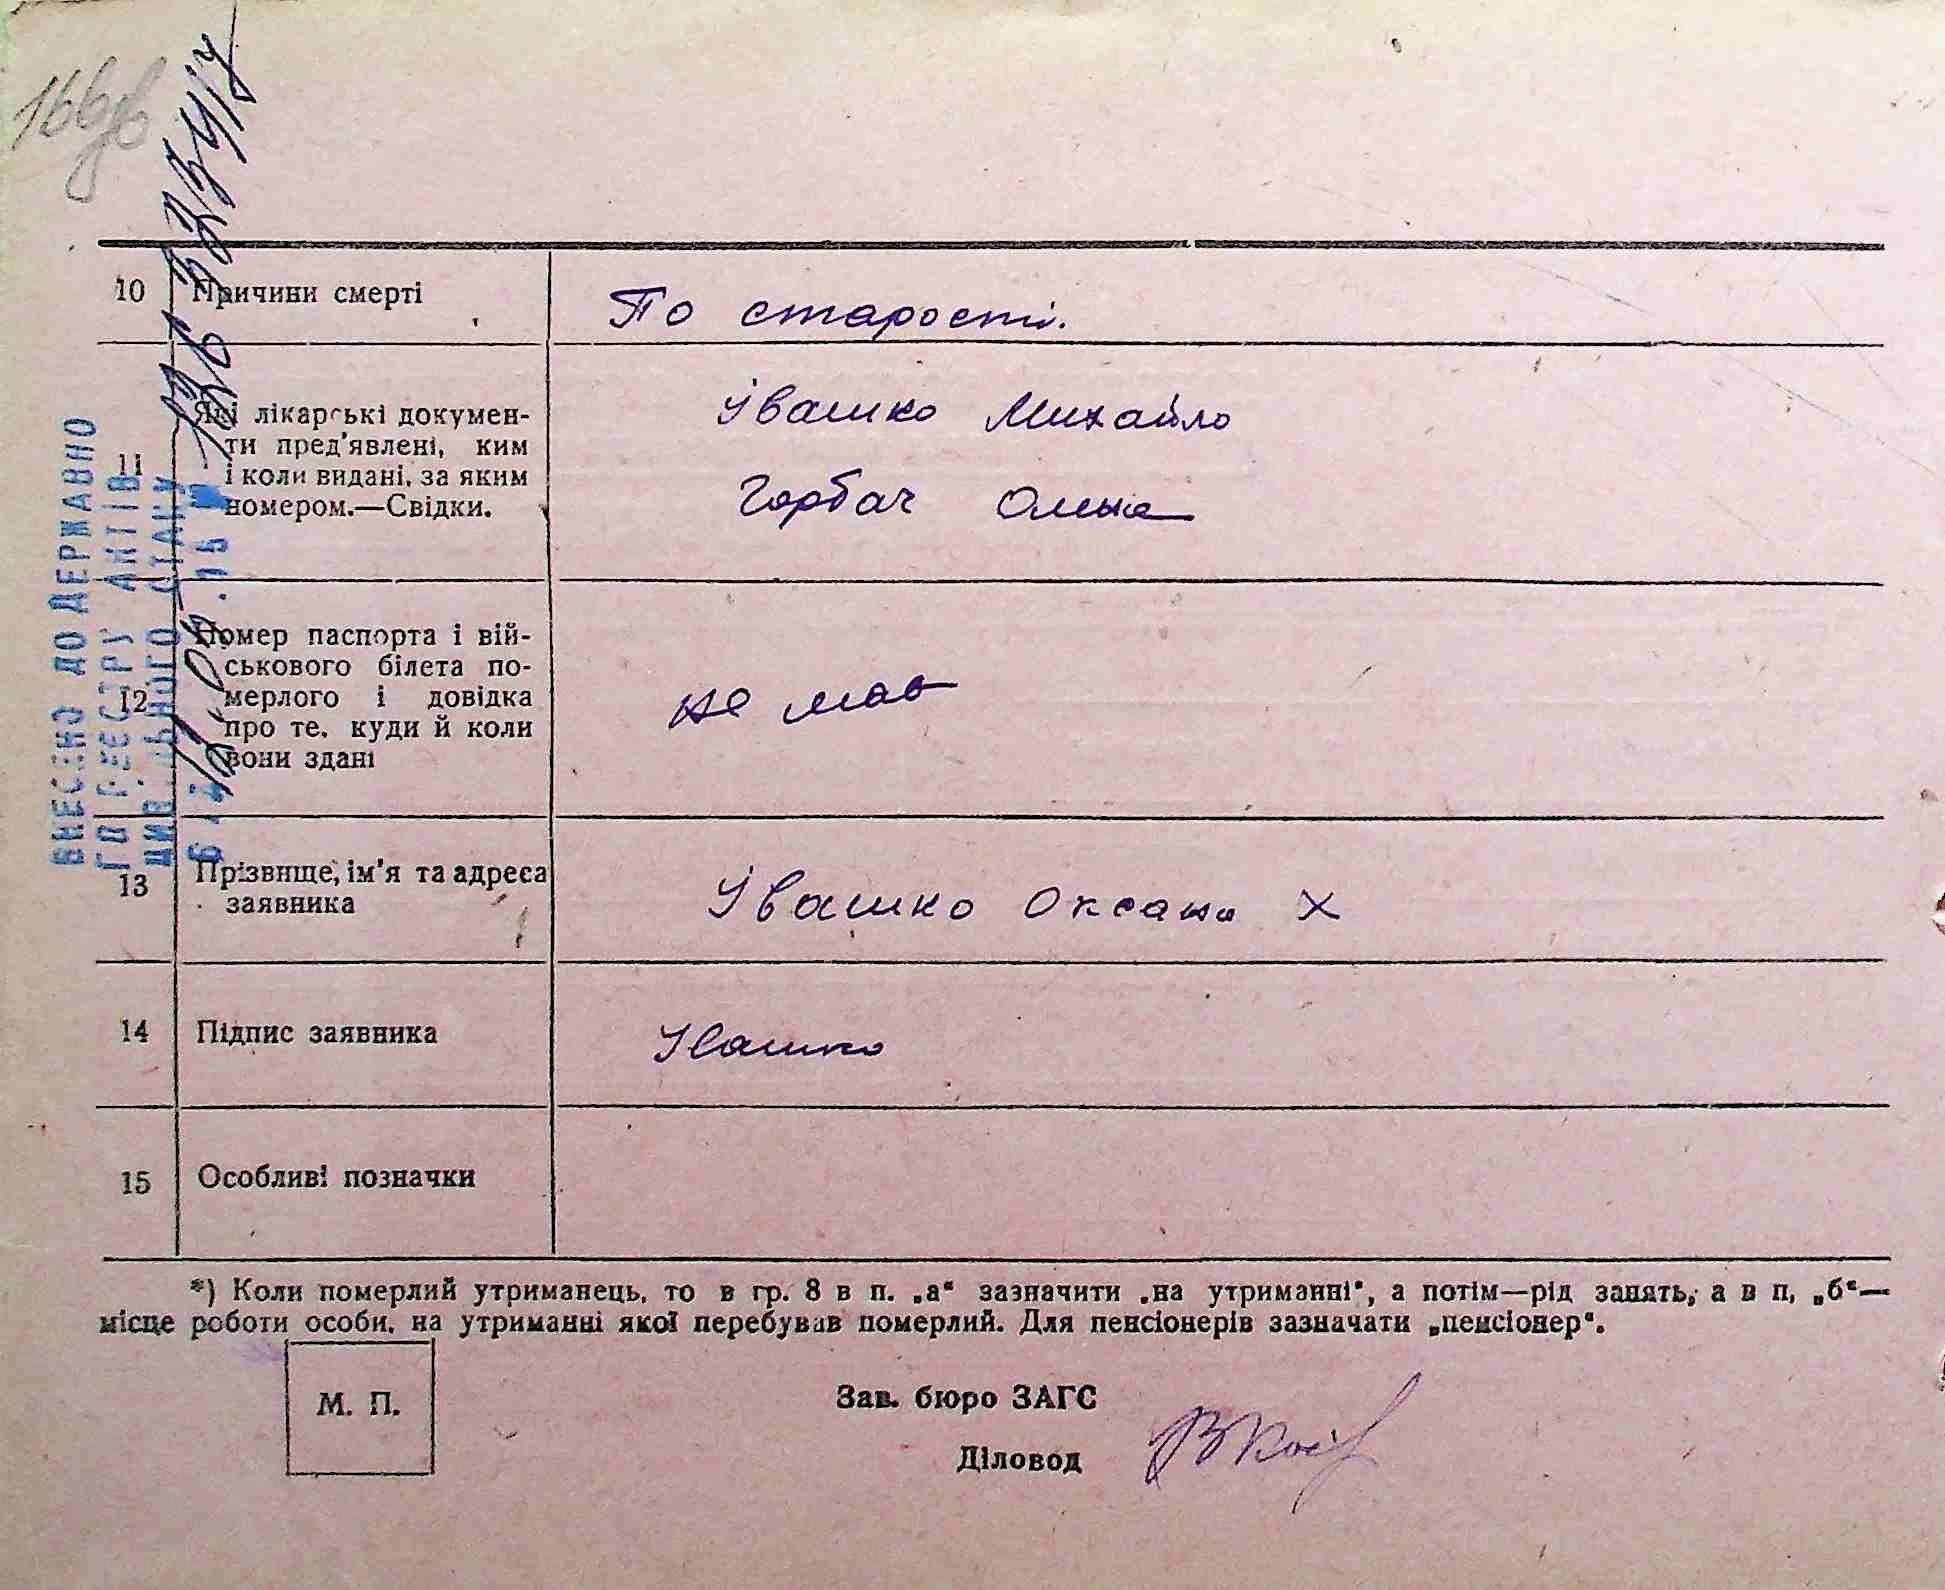 166зв
10 Причини смерті
По старости.
11 Які лікарські докумен-
ти пред'явлені, ким
і коли видані, за яким
номером.—Свідки.
Івашко Михайло
Горбач Ольга
12 Номер паспорта і вій-
ськового білета по-
мерлого і довідка
про те, куди й коли
вони здані
не мав
13 Прізвище, ім'я та адреса
заявника
Івашко Оксана х
14 Підпис заявника
Івашко
15 Особливі позначки
*) Коли померлий утриманець, то в гр. 8 в п. „а“ зазначити „на утриманні“, а потім—рід занять, а в п, „б“—
місце роботи особи, на утриманні якої перебував померлий. Для пенсіонерів зазначати „пенсіонер“.
М. П.
Зав. бюро ЗАГС
Діловод
ВНЕСЕНО ДО ДЕРЖАВНО
ГО РЕЄСТРУ АКТІВ
ЦИВІЛЬНОГО СТАНУ